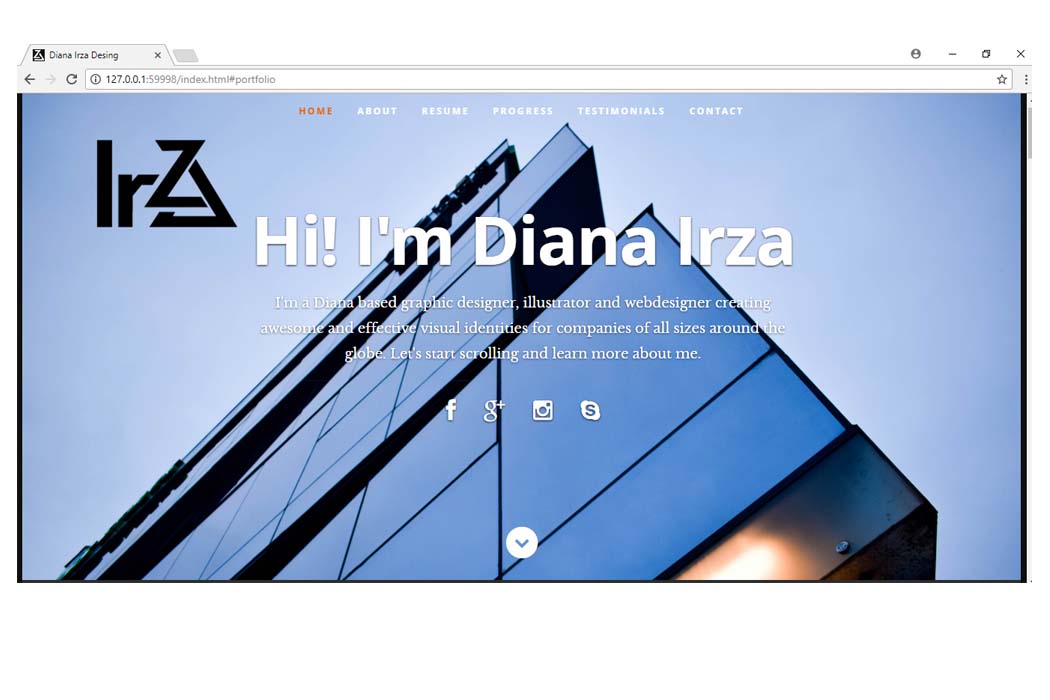 Diana Irza Desing
127.0.0.1:59998/index.html#portfolio
HOME ABOUT RESUME PROGRESS TESTIMONIALS CONTACT
IrZA
Hi! I'm Diana Irza
I'm a Diana based graphic designer, illustrator and webdesigner creating
awesome and effective visual identities for companies of all sizes around the
globe. Let's start scrolling and learn more about me.